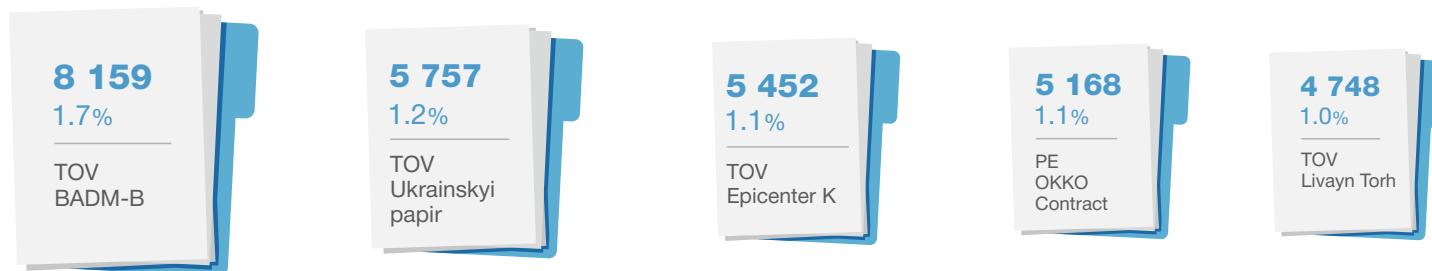 8 159
1.7%
TOV
BADM-B
5 757
1.2%
TOV
Ukrainskyi
papir
5 452
1.1%
TOV
Epicenter K
5 168
1.1%
PE
OKKO
Contract
4 748
1.0%
TOV
Livayn Torh